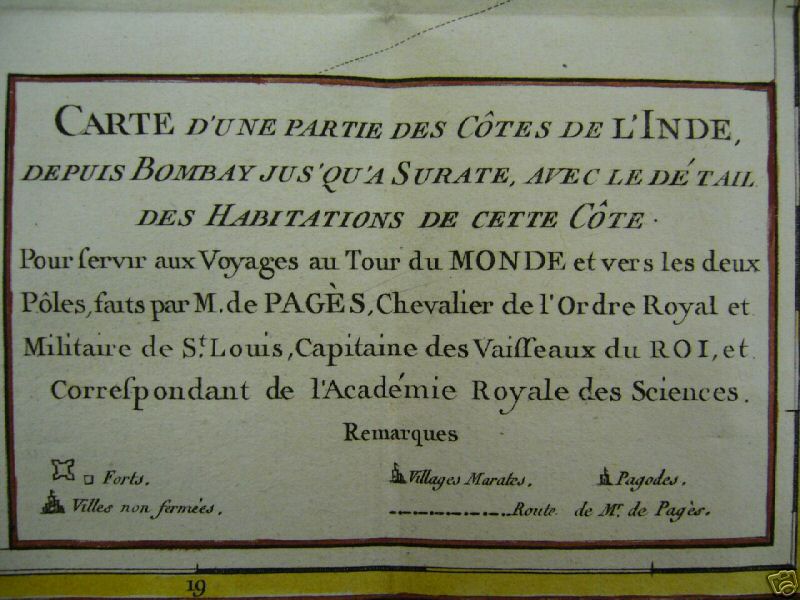 CARTE D'UNE PARTIE DES CÔTES DE L'INDE,
DEPUIS BOMBAY JUS'QU'A SURATE, AVEC LE DÉTAIL
DES HABITATIONS DE CETTE CÔTE.
Pour ſervir aux Voyages au Tour du MONDE et vers les deux
Pôles, faits par M. de PAGÈS, Chevalier de l'Ordre Royal et
Militaire de St. Louis, Capitaine des Vaiſſeaux du ROI, et
Correſpondant de l'Académie Royale des Sciences.
Remarques
Forts. Villages Marates. Pagodes.
Villes non fermées. Route de Mr. de Pagès.
19